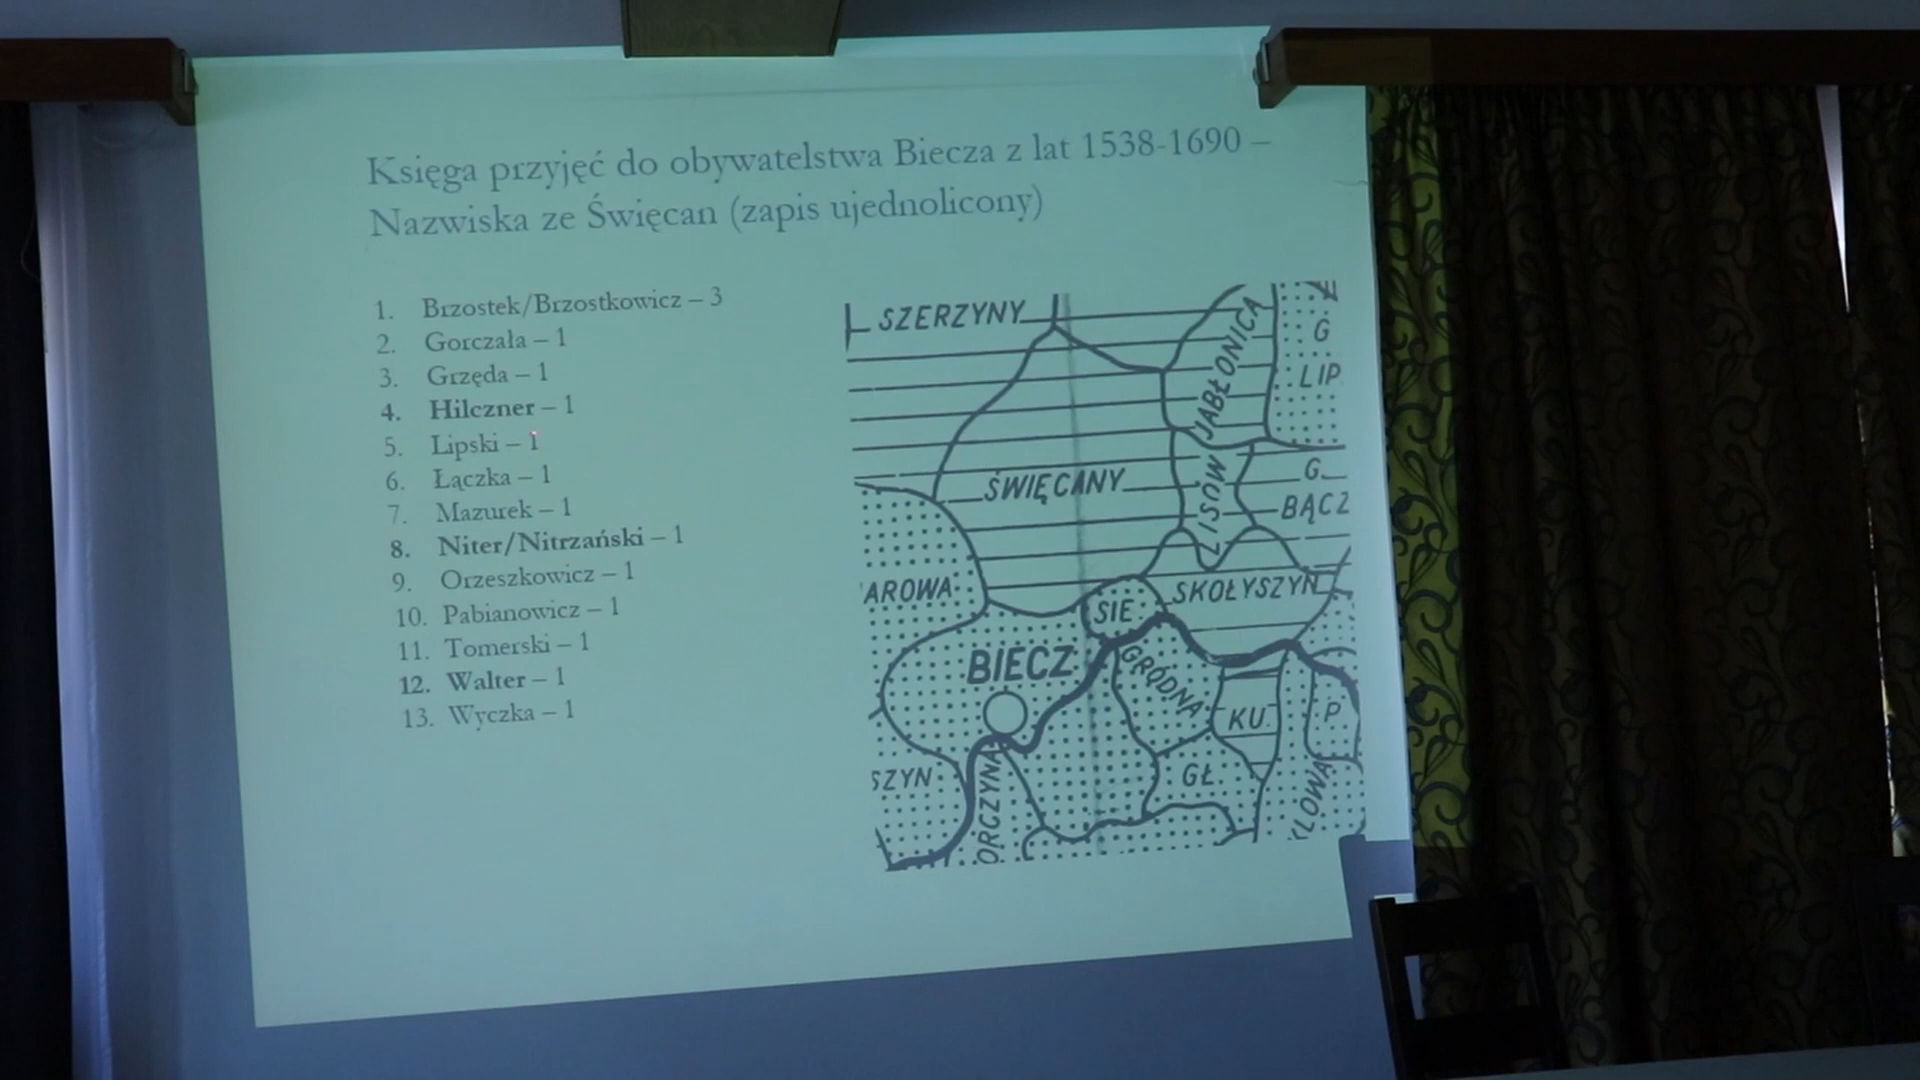 Księga przyjęć do obywatelstwa Biecza z lat 1538-1690 –
Nazwiska ze Święcan (zapis ujednolicony)
1. Brzostek/Brzostkowicz – 3
2. Gorczała – 1
3. Grzęda – 1
4. Hilczner – 1
5. Lipski – 1
6. Łączka – 1
7. Mazurek – 1
8. Niter/Nitrzański – 1
9. Orzeszkowicz – 1
10. Pabianowicz – 1
11. Tomerski – 1
12. Walter – 1
13. Wyczka – 1
SZERZYNY
JABŁONICA
G
LIP
ŚWIĘCANY
LISÓW
G.
BĄCZ
AROWA
SIE
SKOŁYSZYN
BIECZ
GRÓDNA
KU
P
SZYN
ORCZYNA
GŁ
ŁOWA